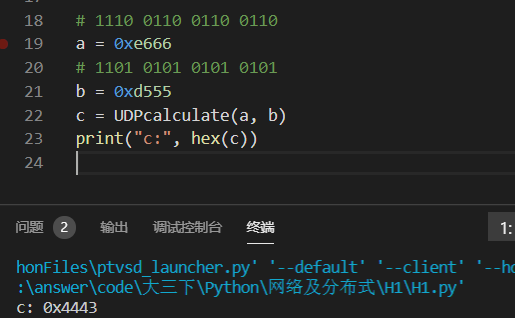 18 # 1110 0110 0110 0110
19 a = 0xe666
20 # 1101 0101 0101 0101
21 b = 0xd555
22 c = UDPcalculate(a, b)
23 print("c:", hex(c))
24
问题 2 输出 调试控制台 终端 1:
honFiles\ptvsd_launcher.py' '--default' '--client' '--ho
:\answer\code\大三下\Python\网络及分布式\H1\H1.py'
c: 0x4443